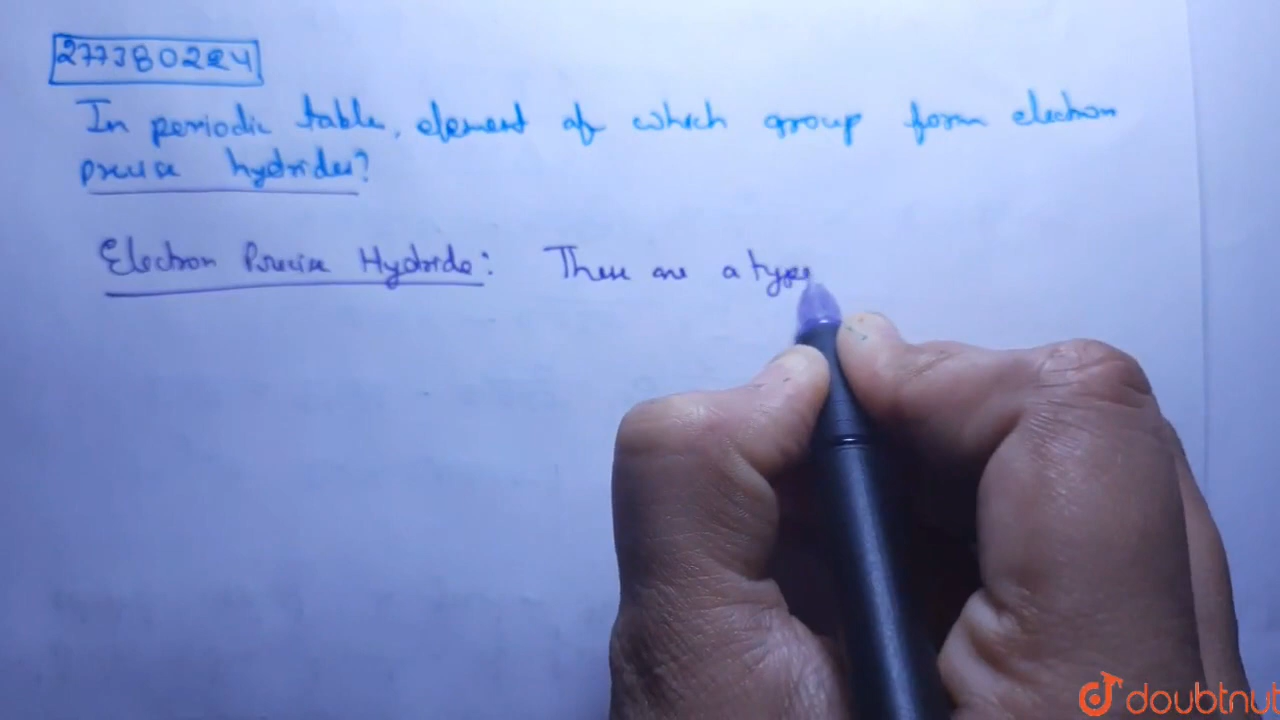 277380224
In periodic table, element of which group form electron
precise hydrides?
Electron Precise Hydride: These are a type
doubtnut